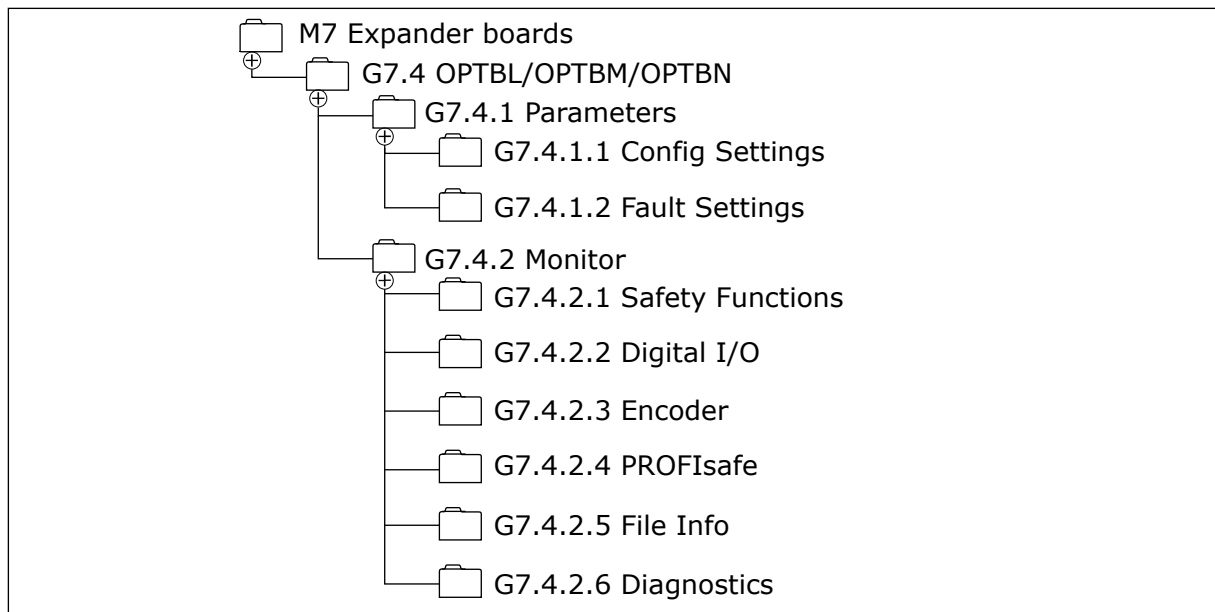 M7 Expander boards
G7.4 OPTBL/OPTBM/OPTBN
G7.4.1 Parameters
G7.4.1.1 Config Settings
G7.4.1.2 Fault Settings
G7.4.2 Monitor
G7.4.2.1 Safety Functions
G7.4.2.2 Digital I/O
G7.4.2.3 Encoder
G7.4.2.4 PROFIsafe
G7.4.2.5 File Info
G7.4.2.6 Diagnostics